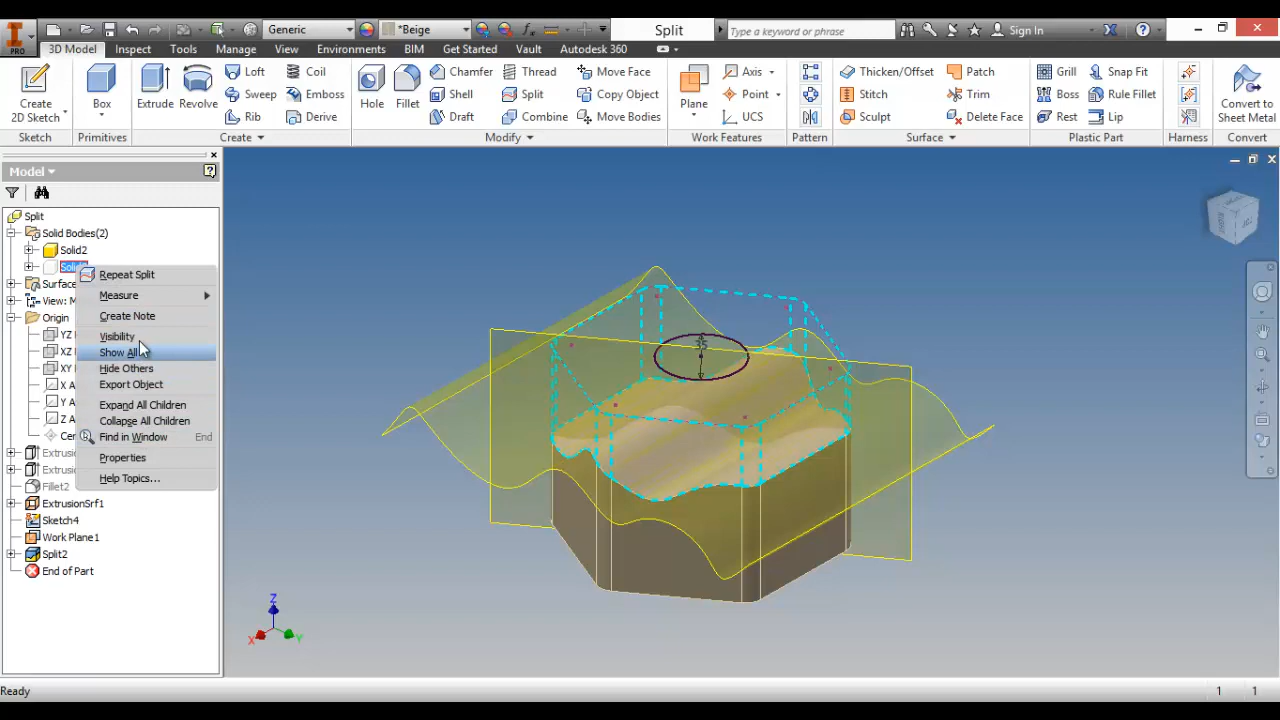 PRO
Generic
*Beige
Split
Type a keyword or phrase
Sign In
3D Model
Inspect
Tools
Manage
View
Environments
BIM
Get Started
Vault
Autodesk 360
Create
2D Sketch
Box
Extrude
Revolve
Loft
Sweep
Rib
Coil
Emboss
Derive
Hole
Fillet
Chamfer
Shell
Draft
Thread
Split
Combine
Move Face
Copy Object
Move Bodies
Plane
Axis
Point
UCS
Thicken/Offset
Stitch
Sculpt
Patch
Trim
Delete Face
Grill
Boss
Rest
Snap Fit
Rule Fillet
Lip
Convert to
Sheet Metal
Sketch
Primitives
Create
Modify
Work Features
Pattern
Surface
Plastic Part
Harness
Convert
Model
Split
Solid Bodies(2)
Solid2
Repeat Split
Measure
Create Note
Visibility
Show All
Hide Others
Export Object
Expand All Children
Collapse All Children
Find in Window End
Properties
Help Topics...
View: M
Origin
YZ
XZ
XY
X A
Y A
Z A
Cen
Fillet2
ExtrusionSrf1
Sketch4
Work Plane1
Split2
End of Part
Z
X
Y
Ready
1
1